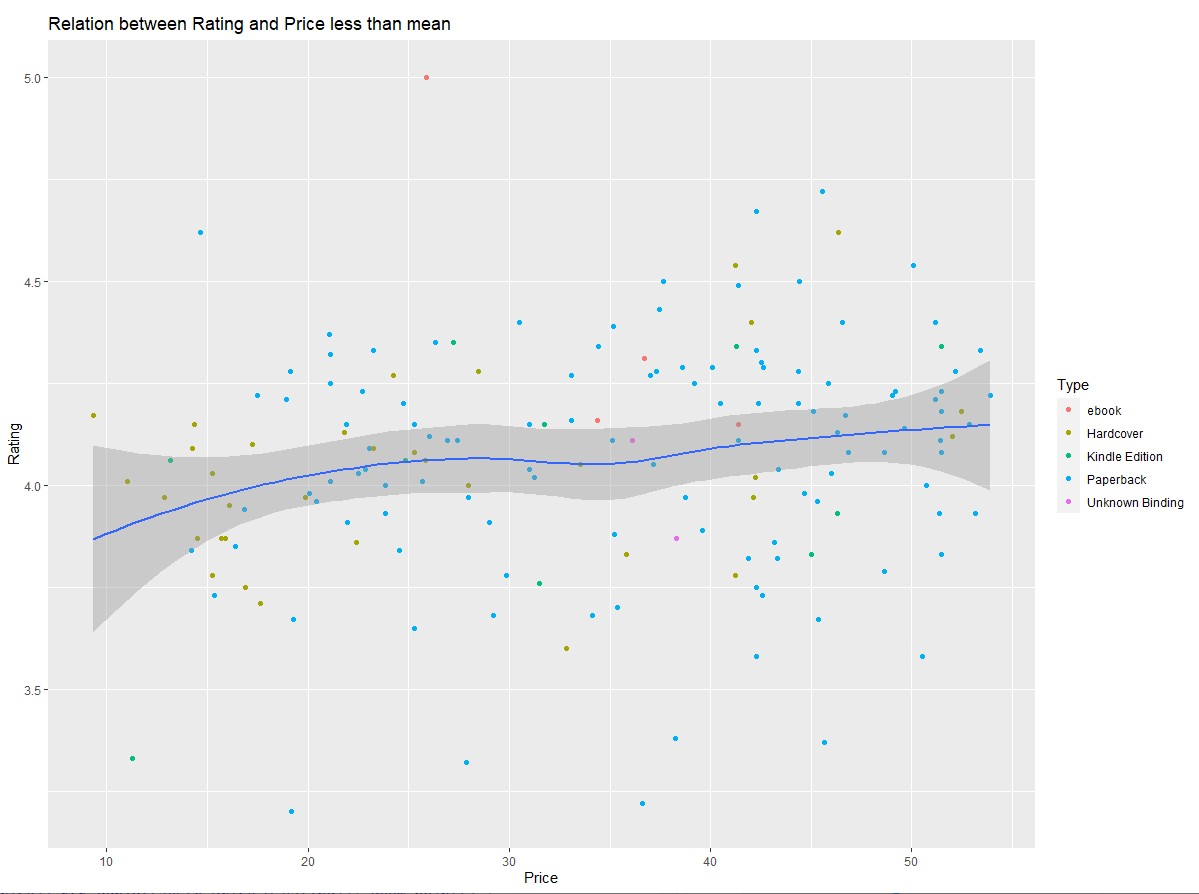 Relation between Rating and Price less than mean
5.0
4.5
4.0
3.5
Rating
10 20 30 40 50
Price
Type
ebook
Hardcover
Kindle Edition
Paperback
Unknown Binding